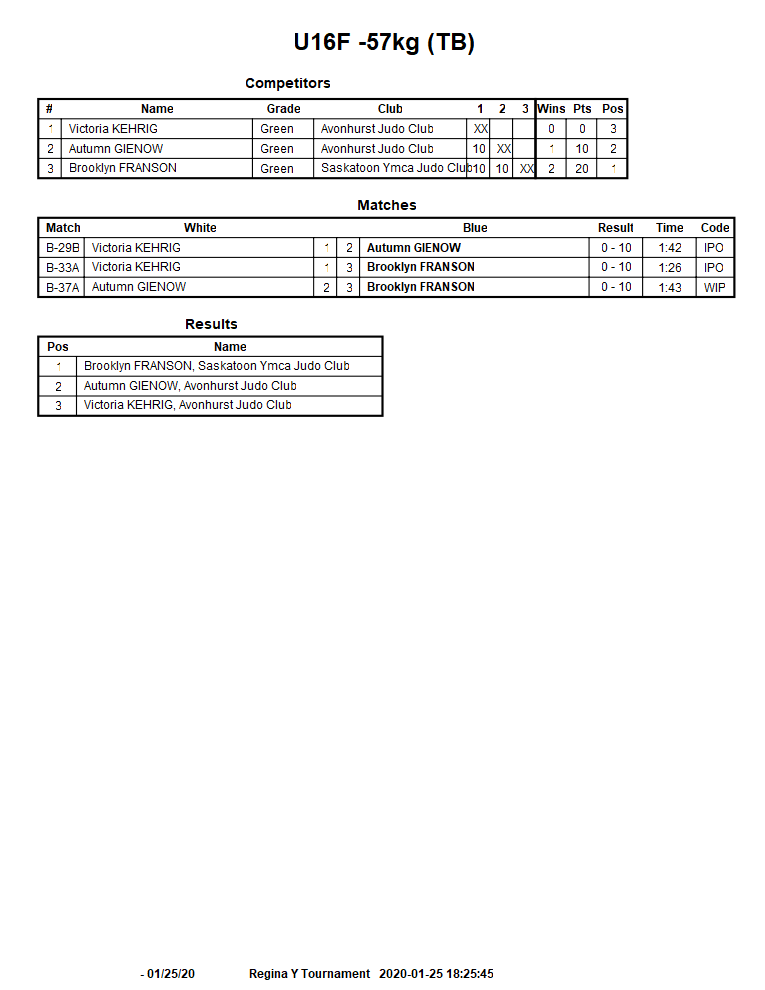 U16F -57kg (TB)
Competitors
# Name Grade Club 1 2 3 Wins Pts Pos
1 Victoria KEHRIG Green Avonhurst Judo Club XX 0 0 3
2 Autumn GIENOW Green Avonhurst Judo Club 10 XX 1 10 2
3 Brooklyn FRANSON Green Saskatoon Ymca Judo Club 10 10 XX 2 20 1
Matches
Match White Blue Result Time Code
B-29B Victoria KEHRIG 1 2 Autumn GIENOW 0 - 10 1:42 IPO
B-33A Victoria KEHRIG 1 3 Brooklyn FRANSON 0 - 10 1:26 IPO
B-37A Autumn GIENOW 2 3 Brooklyn FRANSON 0 - 10 1:43 WIP
Results
Pos Name
1 Brooklyn FRANSON, Saskatoon Ymca Judo Club
2 Autumn GIENOW, Avonhurst Judo Club
3 Victoria KEHRIG, Avonhurst Judo Club
- 01/25/20 Regina Y Tournament 2020-01-25 18:25:45